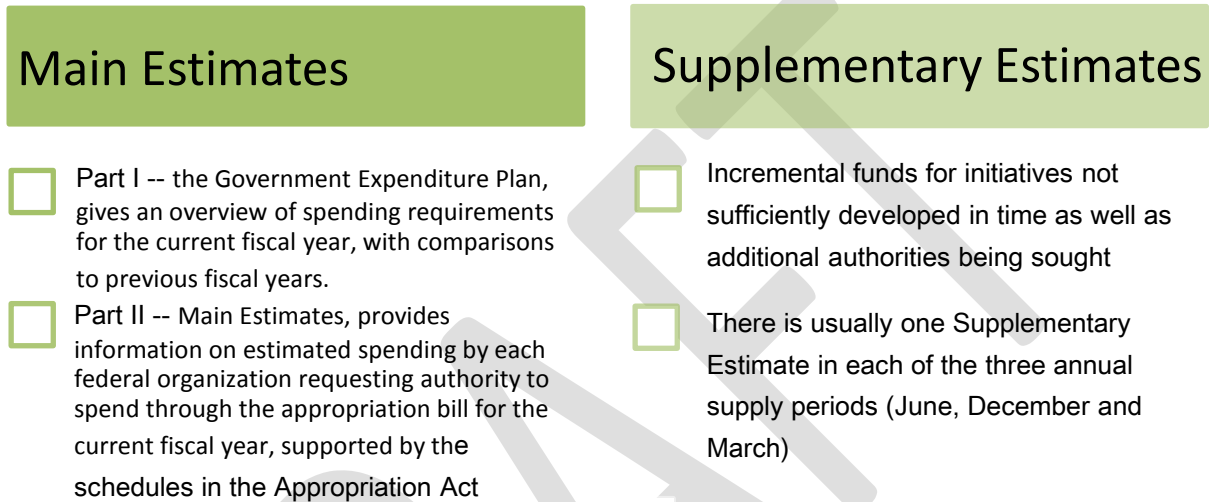 Main Estimates
Part I -- the Government Expenditure Plan,
gives an overview of spending requirements
for the current fiscal year, with comparisons
to previous fiscal years.
Part II -- Main Estimates, provides
information on estimated spending by each
federal organization requesting authority to
spend through the appropriation bill for the
current fiscal year, supported by the
schedules in the Appropriation Act
Supplementary Estimates
Incremental funds for initiatives not
sufficiently developed in time as well as
additional authorities being sought
There is usually one Supplementary
Estimate in each of the three annual
supply periods (June, December and
March)